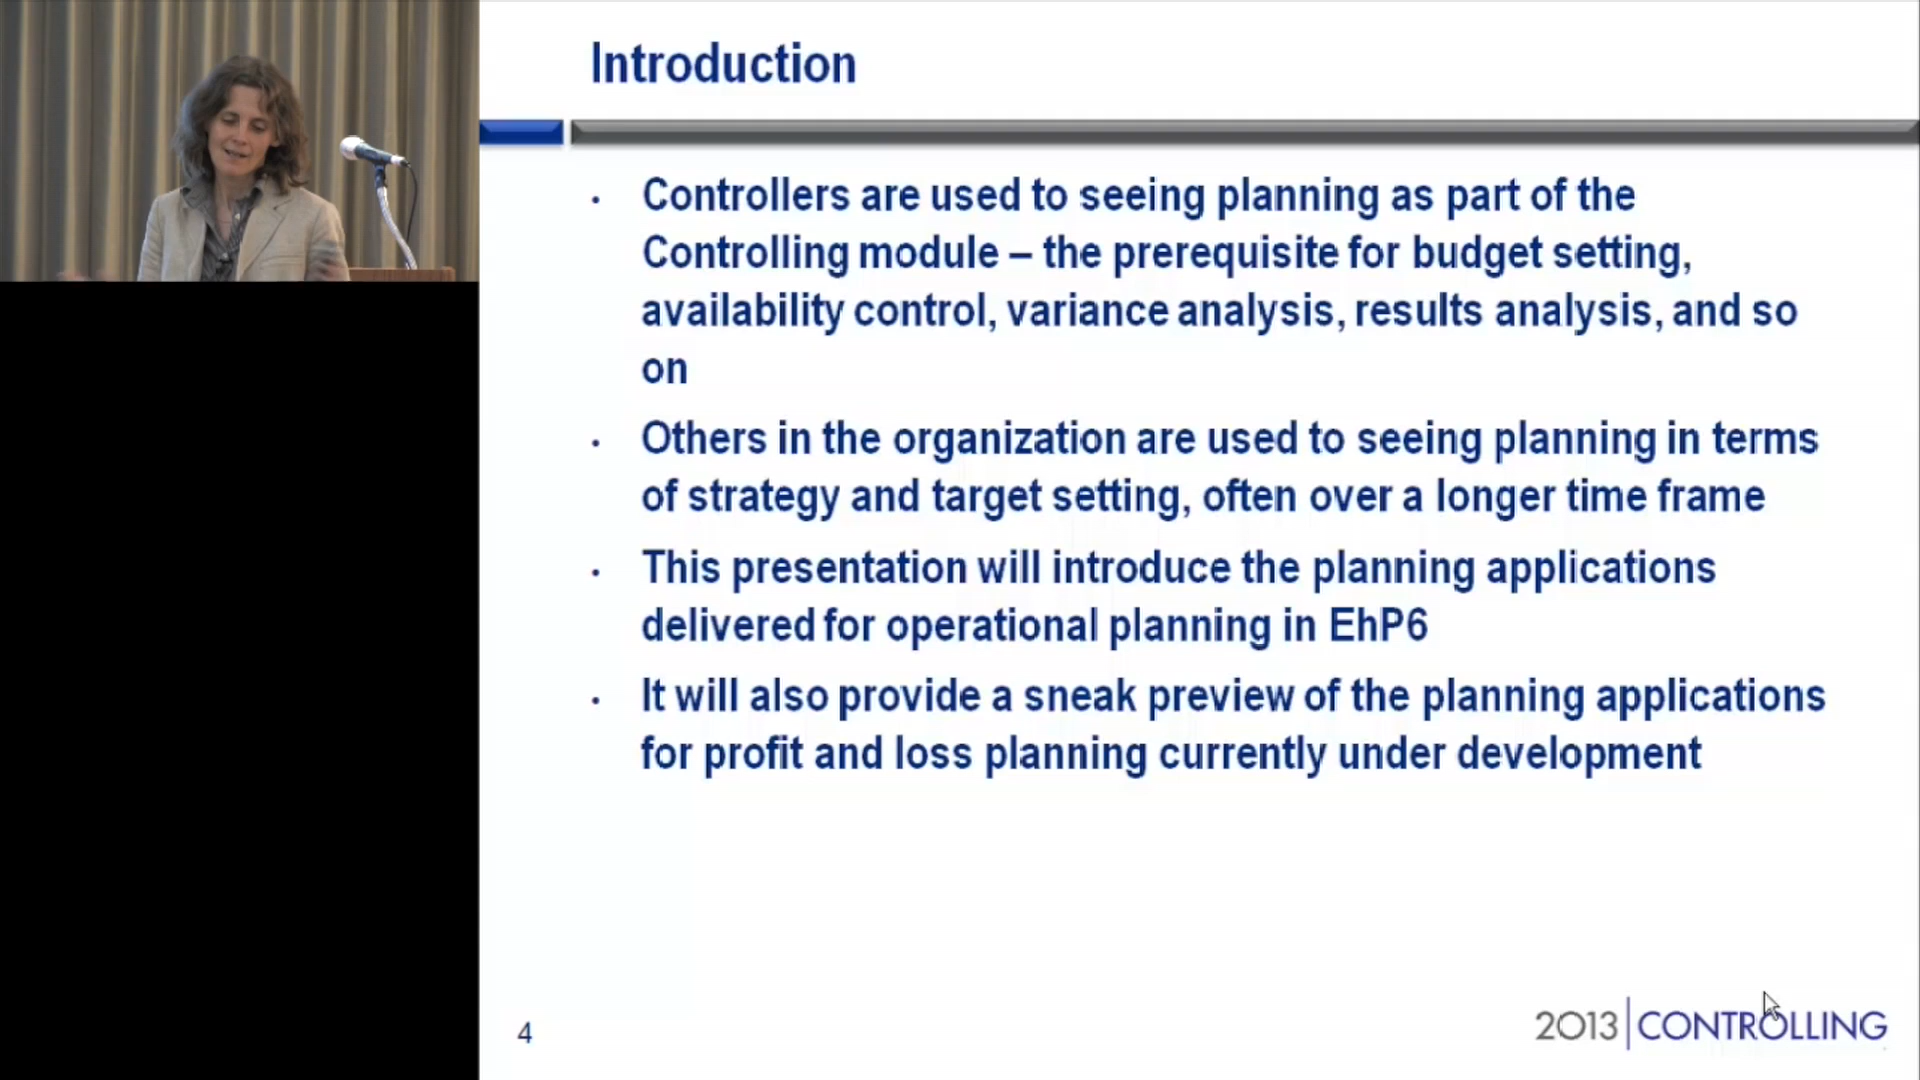 Introduction
• Controllers are used to seeing planning as part of the
Controlling module – the prerequisite for budget setting,
availability control, variance analysis, results analysis, and so
on
• Others in the organization are used to seeing planning in terms
of strategy and target setting, often over a longer time frame
• This presentation will introduce the planning applications
delivered for operational planning in EhP6
• It will also provide a sneak preview of the planning applications
for profit and loss planning currently under development
4
2013|CONTROLLING